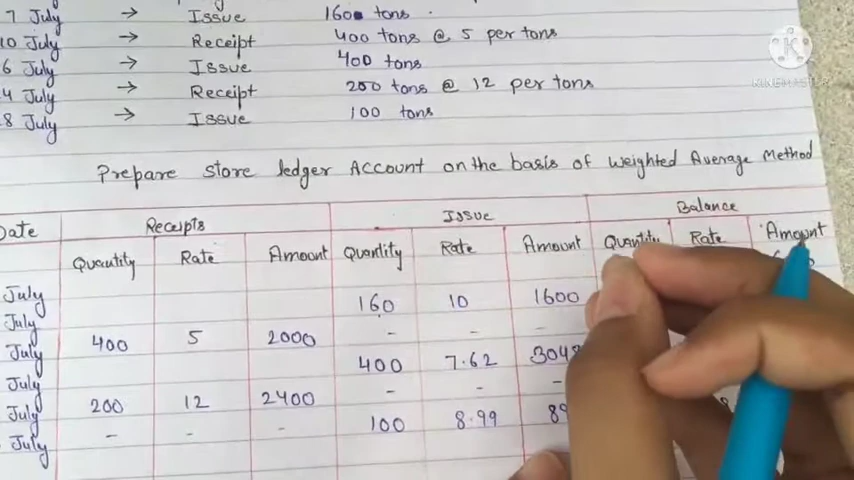 7 July → Issue 160 tons
10 July → Receipt 400 tons @ 5 per tons
6 July → Issue 400 tons
4 July → Receipt 200 tons @ 12 per tons
8 July → Issue 100 tons
KINEMASTER
Prepare store ledger Account on the basis of Weighted Average Method
Date Receipts Issue Balance
Quantity Rate Amount Quantity Rate Amount Quantity Rate Amount
July 160 10 1600
July 400 5 2000 - - -
July 400 7.62 3048
July 200 12 2400 - - -
July - - - 100 8.99
July